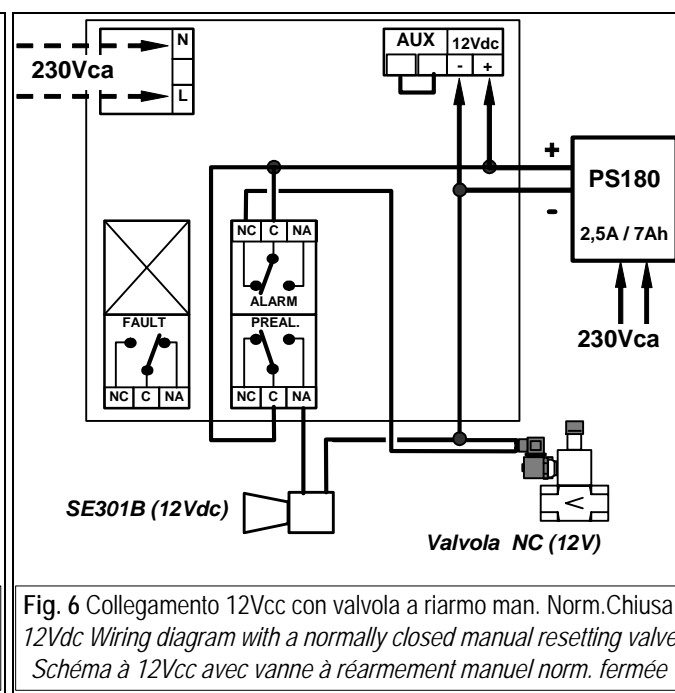 N
230Vca
L
AUX 12Vdc
- +
+
PS180
-
2,5A / 7Ah
230Vca
NC C NA
ALARM
FAULT
PREAL.
NC C NA
NC C NA
SE301B (12Vdc)
Valvola NC (12V)
Fig. 6 Collegamento 12Vcc con valvola a riarmo man. Norm.Chiusa
12Vdc Wiring diagram with a normally closed manual resetting valve
Schéma à 12Vcc avec vanne à réarmement manuel norm. fermée